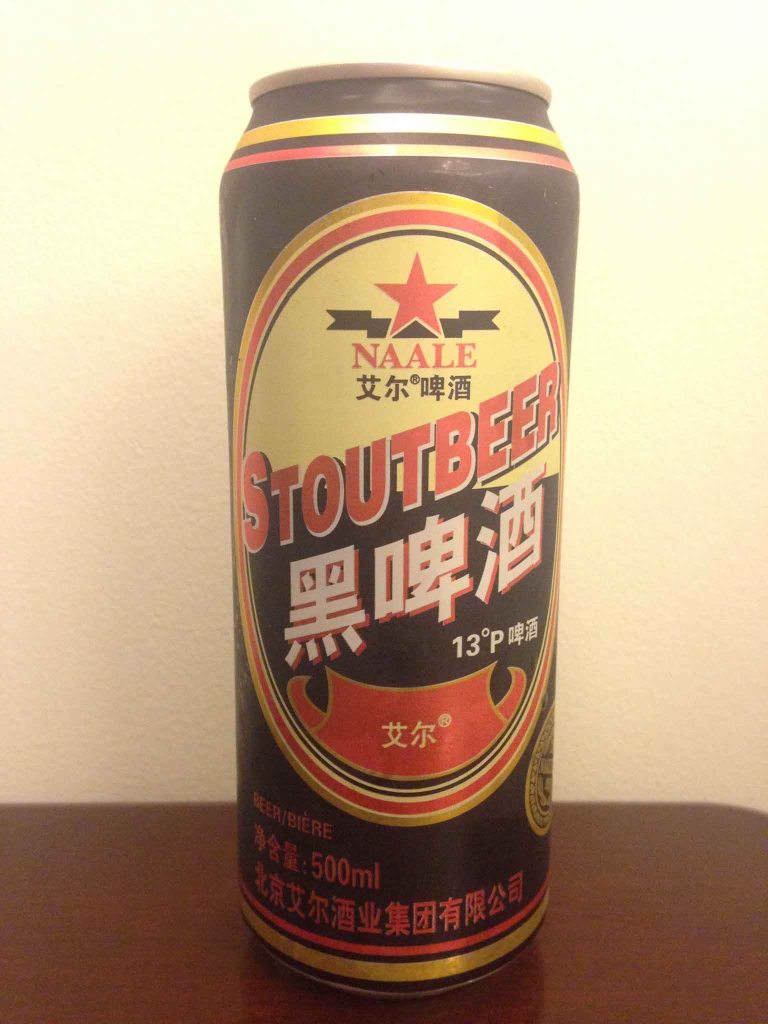 NAALE
艾尔®啤酒
STOUTBEER
黑啤酒
13°P 啤酒
艾尔®
BEER/BIÈRE
净含量:500ml
北京艾尔酒业集团有限公司